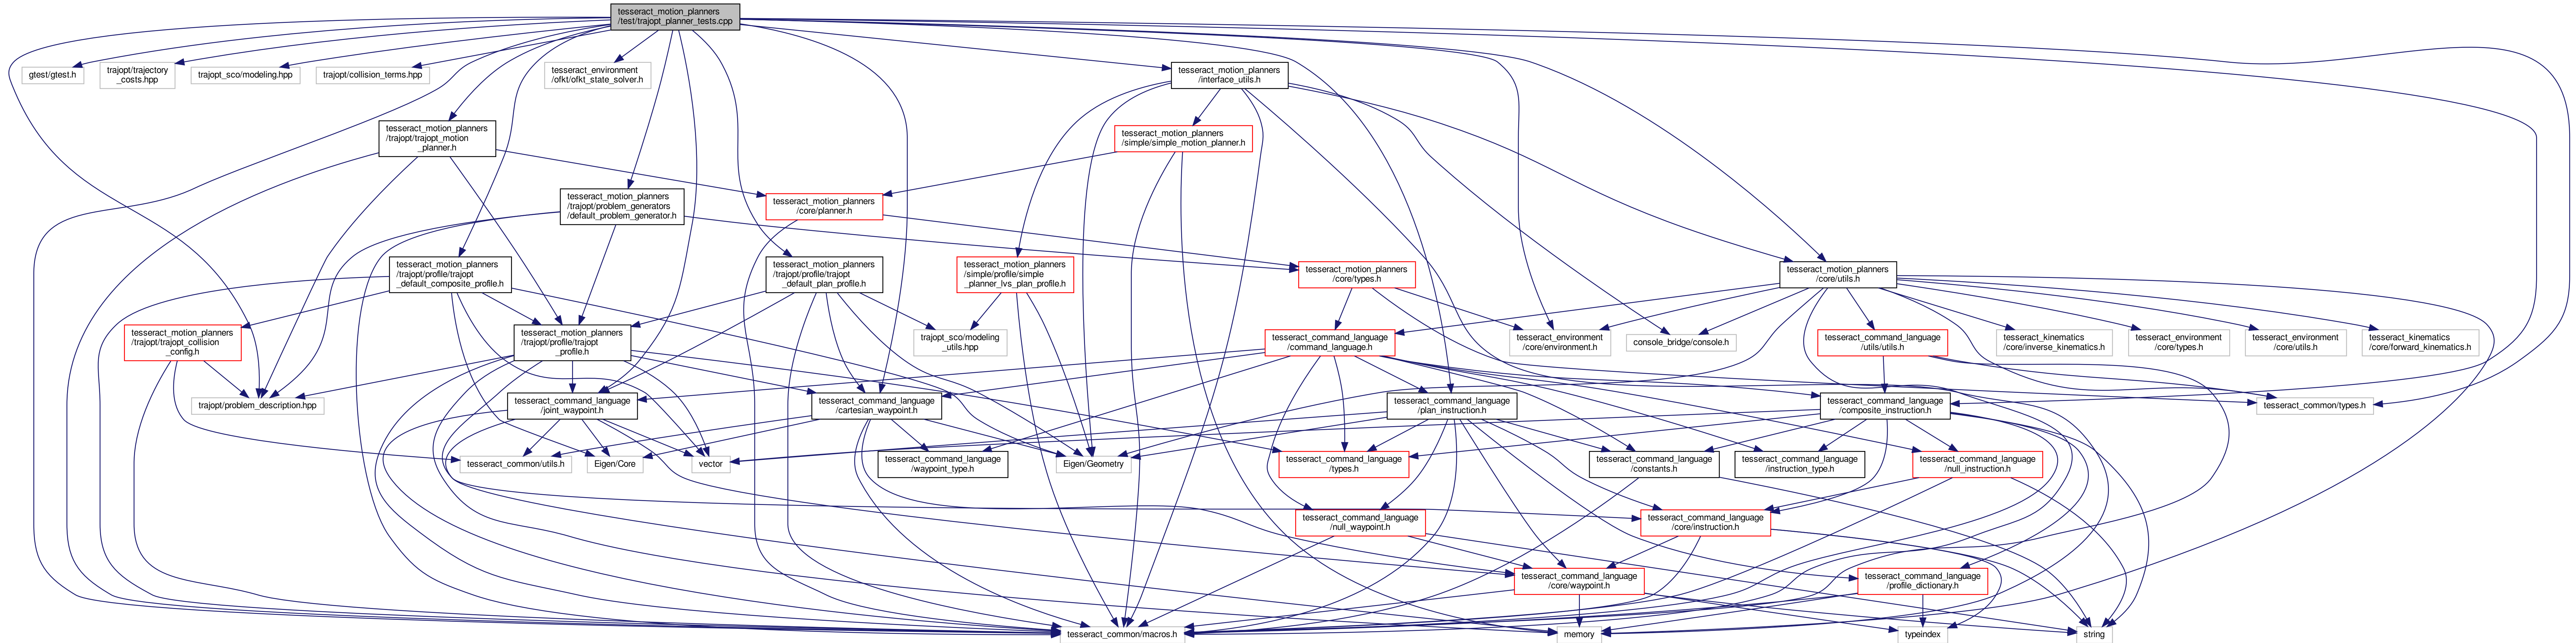 tesseract_motion_planners
/test/trajopt_planner_tests.cpp
gtest/gtest.h
trajopt/trajectory
_costs.hpp
trajopt_sco/modeling.hpp
trajopt/collision_terms.hpp
tesseract_environment
/ofkt/ofkt_state_solver.h
tesseract_motion_planners
/interface_utils.h
tesseract_motion_planners
/trajopt/trajopt_motion
_planner.h
tesseract_motion_planners
/simple/simple_motion_planner.h
tesseract_motion_planners
/trajopt/problem_generators
/default_problem_generator.h
tesseract_motion_planners
/core/planner.h
tesseract_motion_planners
/trajopt/profile/trajopt
_default_composite_profile.h
tesseract_motion_planners
/trajopt/profile/trajopt
_default_plan_profile.h
tesseract_motion_planners
/simple/profile/simple
_planner_lvs_plan_profile.h
tesseract_motion_planners
/core/types.h
tesseract_motion_planners
/core/utils.h
tesseract_motion_planners
/trajopt/trajopt_collision
_config.h
tesseract_motion_planners
/trajopt/profile/trajopt
_profile.h
trajopt_sco/modeling
_utils.hpp
tesseract_command_language
/command_language.h
tesseract_environment
/core/environment.h
console_bridge/console.h
tesseract_command_language
/utils/utils.h
tesseract_kinematics
/core/inverse_kinematics.h
tesseract_environment
/core/types.h
tesseract_environment
/core/utils.h
tesseract_kinematics
/core/forward_kinematics.h
trajopt/problem_description.hpp
tesseract_command_language
/joint_waypoint.h
tesseract_command_language
/cartesian_waypoint.h
tesseract_command_language
/plan_instruction.h
tesseract_command_language
/composite_instruction.h
tesseract_common/types.h
tesseract_common/utils.h
Eigen/Core
vector
tesseract_command_language
/waypoint_type.h
Eigen/Geometry
tesseract_command_language
/types.h
tesseract_command_language
/constants.h
tesseract_command_language
/instruction_type.h
tesseract_command_language
/null_instruction.h
tesseract_command_language
/null_waypoint.h
tesseract_command_language
/core/instruction.h
tesseract_command_language
/core/waypoint.h
tesseract_command_language
/profile_dictionary.h
tesseract_common/macros.h
memory
typeindex
string